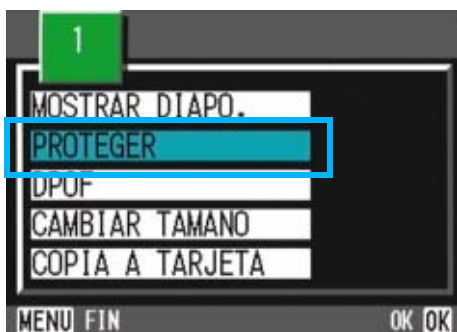 1
MOSTRAR DIAPO.
PROTEGER
DPOF
CAMBIAR TAMANO
COPIA A TARJETA
MENU FIN OK OK